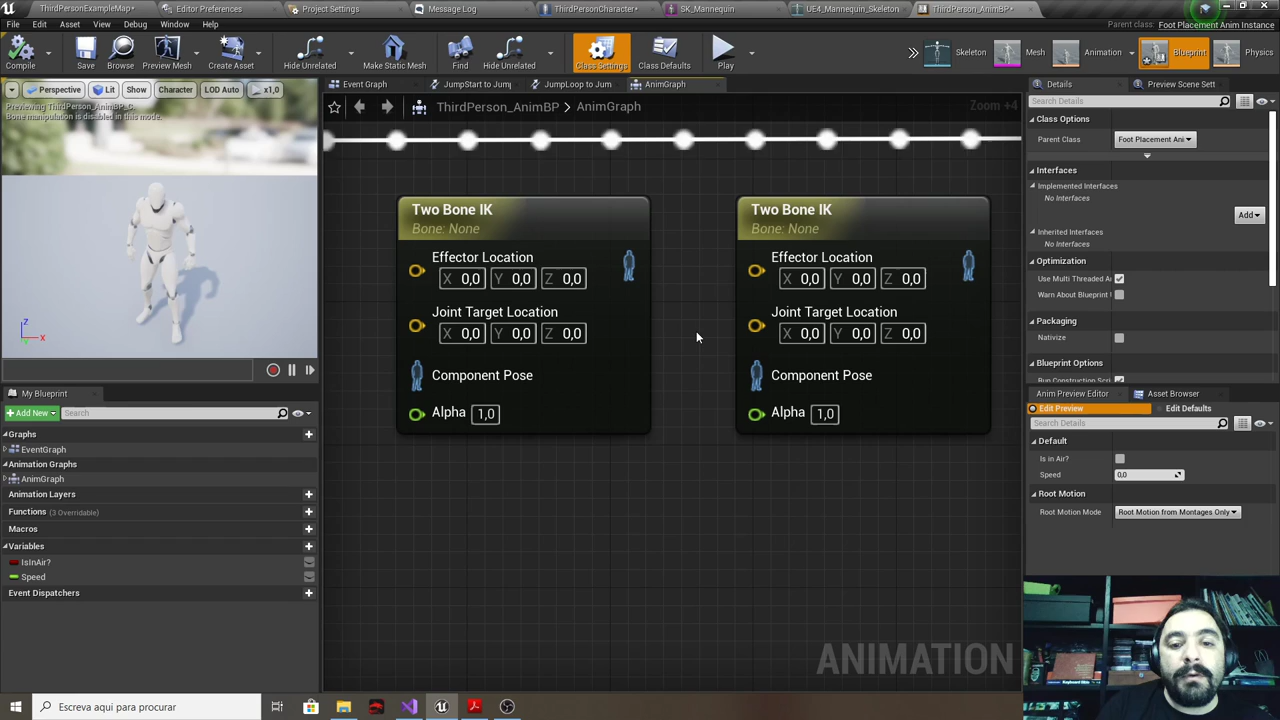 ThirdPersonExampleMap*
Editor Preferences
Project Settings
Message Log
ThirdPersonCharacter*
SK_Mannequin
UE4_Mannequin_Skeleton
ThirdPerson_AnimBP*
File Edit Asset View Debug Window Help
Parent class: Foot Placement Anim Instance
Compile
Save
Browse
Preview Mesh
Create Asset
Hide Unrelated
Make Static Mesh
Find
Hide Unrelated
Class Settings
Class Defaults
Play
Skeleton
Mesh
Animation
Blueprint
Physics
Perspective
Lit
Show
Character
LOD Auto
x1,0
Previewing ThirdPerson_AnimBP_C.
Bone manipulation is disabled in this mode.
Z
X
Event Graph
JumpStart to Jump
JumpLoop to Jum
AnimGraph
ThirdPerson_AnimBP > AnimGraph
Zoom +4
Two Bone IK
Bone: None
Effector Location
X 0,0 Y 0,0 Z 0,0
Joint Target Location
X 0,0 Y 0,0 Z 0,0
Component Pose
Alpha 1,0
Two Bone IK
Bone: None
Effector Location
X 0,0 Y 0,0 Z 0,0
Joint Target Location
X 0,0 Y 0,0 Z 0,0
Component Pose
Alpha 1,0
ANIMATION
My Blueprint
Add New
Search
Graphs
EventGraph
Animation Graphs
AnimGraph
Animation Layers
Functions (3 Overridable)
Macros
Variables
IsInAir?
Speed
Event Dispatchers
Details
Preview Scene Sett
Search Details
Class Options
Parent Class
Foot Placement Ani
Interfaces
Implemented Interfaces
No Interfaces
Add
Inherited Interfaces
No Interfaces
Optimization
Use Multi Threaded A
Warn About Blueprint
Packaging
Nativize
Blueprint Options
Run Construction Scri
Anim Preview Editor
Asset Browser
Edit Preview
Edit Defaults
Search Details
Default
Is in Air?
Speed
0,0
Root Motion
Root Motion Mode
Root Motion from Montages Only
Escreve aqui para procurar